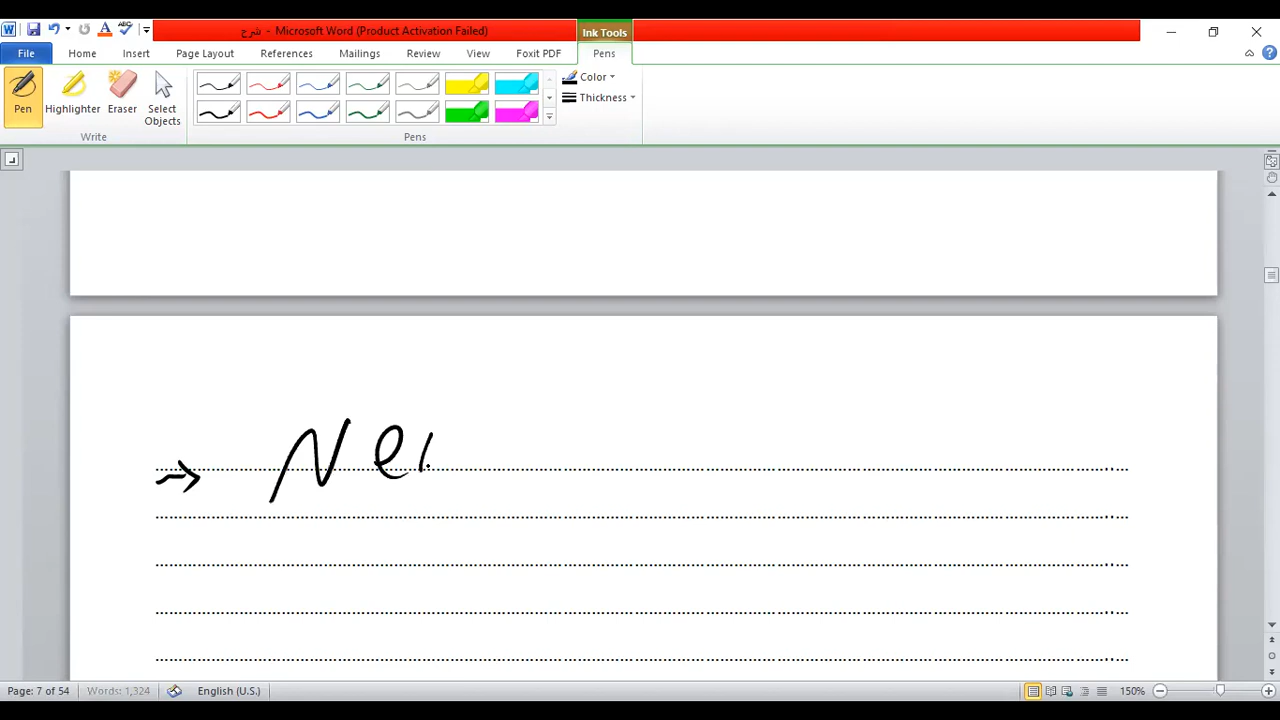 شرح - Microsoft Word (Product Activation Failed)
Ink Tools
File Home Insert Page Layout References Mailings Review View Foxit PDF Pens
Pen Highlighter Eraser Select Objects
Color
Thickness
Write
Pens
→ Ne
Page: 7 of 54 Words: 1,324 English (U.S.) 150%